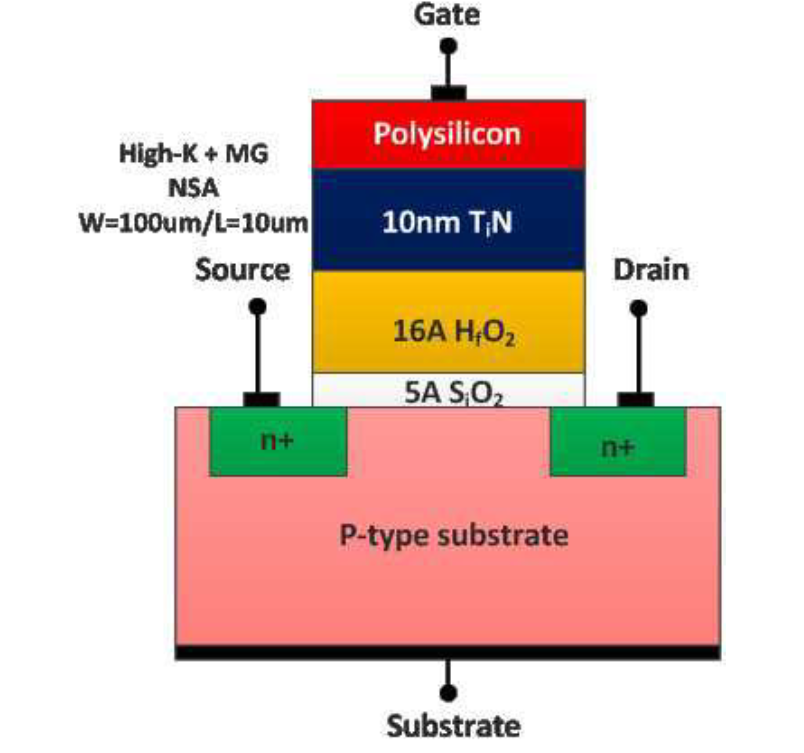 Gate
Polysilicon
High-K + MG
NSA
W=100um/L=10um
10nm TiN
Source
Drain
16A HfO2
5A SiO2
n+
n+
P-type substrate
Substrate